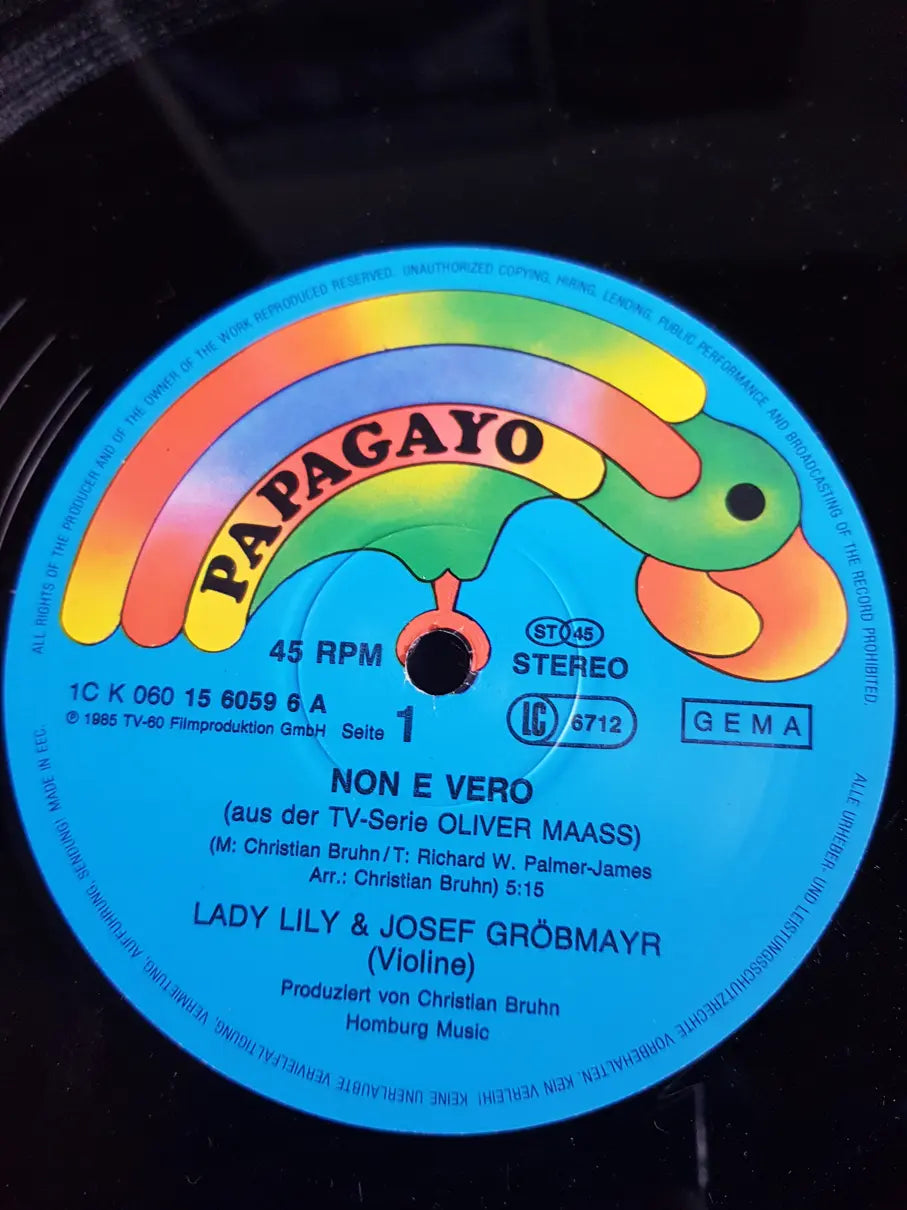 ALL RIGHTS OF THE PRODUCER AND OF THE OWNER OF THE WORK REPRODUCED RESERVED. UNAUTHORIZED COPYING, HIRING, LENDING, PUBLIC PERFORMANCE AND BROADCASTING OF THE RECORD PROHIBITED.
PAPAGAYO
45 RPM
ST 45
STEREO
1C K 060 15 6059 6 A
℗ 1985 TV-60 Filmproduktion GmbH Seite 1
LC 6712
GEMA
NON E VERO
(aus der TV-Serie OLIVER MAASS)
(M: Christian Bruhn/T: Richard W. Palmer-James
Arr.: Christian Bruhn) 5:15
LADY LILY & JOSEF GRÖBMAYR
(Violine)
Produziert von Christian Bruhn
Homburg Music
ALLE URHEBER- UND LEISTUNGSSCHUTZRECHTE VORBEHALTEN. KEIN VERLEIH! KEINE UNERLAUBTE VERVIELFÄLTIGUNG, VERMIETUNG, AUFFÜHRUNG, SENDUNG! MADE IN EEC.